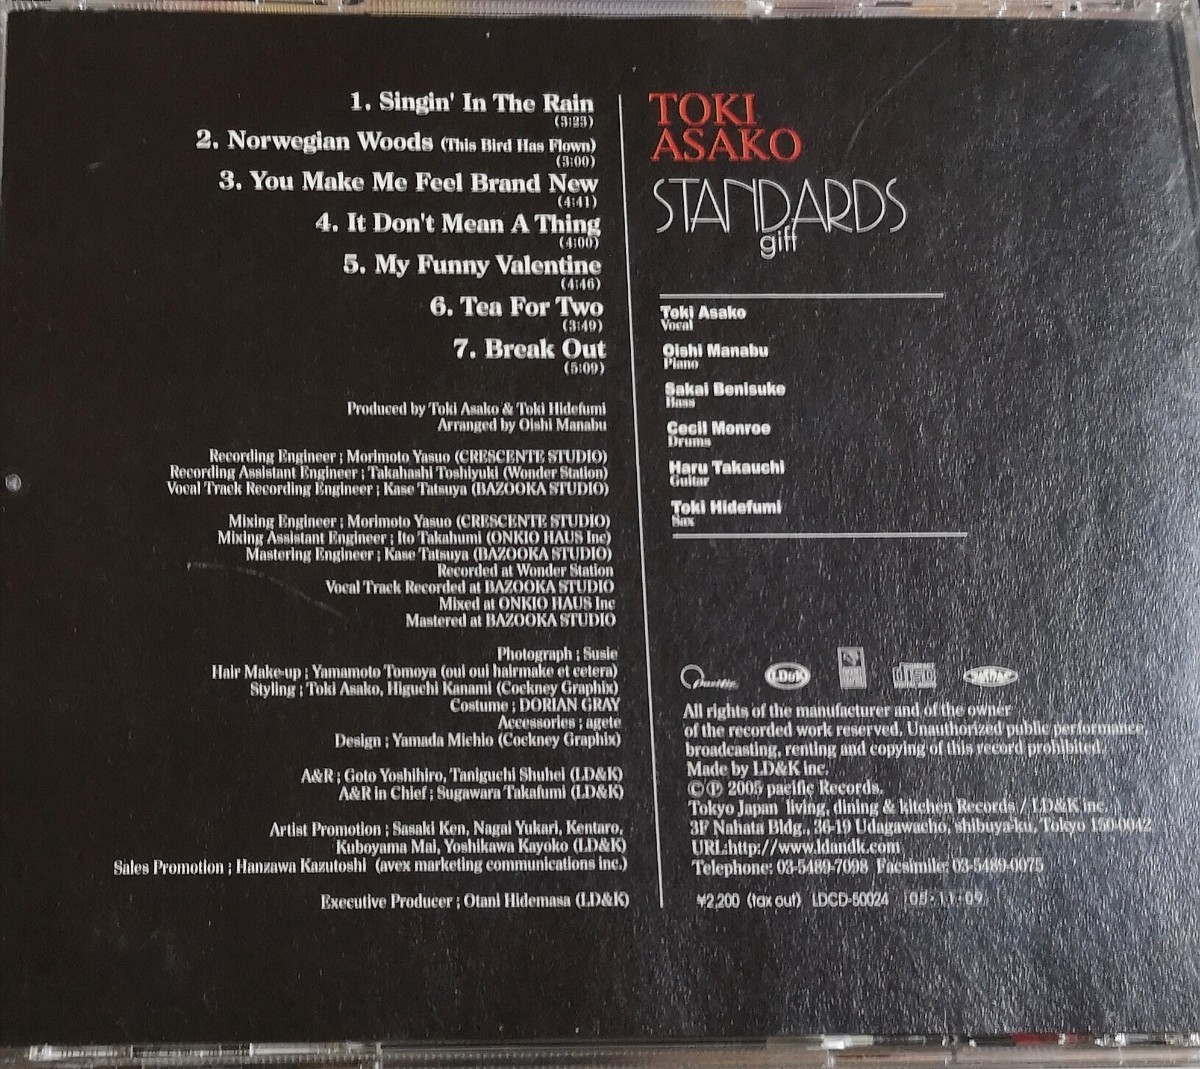 1. Singin' In The Rain
(3:23)
2. Norwegian Woods (This Bird Has Flown)
(3:00)
3. You Make Me Feel Brand New
(4:41)
4. It Don't Mean A Thing
(4:00)
5. My Funny Valentine
(4:46)
6. Tea For Two
(3:49)
7. Break Out
(5:09)
Produced by Toki Asako & Toki Hidefumi
Arranged by Oishi Manabu
Recording Engineer ; Morimoto Yasuo (CRESCENTE STUDIO)
Recording Assistant Engineer ; Takahashi Toshiyuki (Wonder Station)
Vocal Track Recording Engineer ; Kase Tatsuya (BAZOOKA STUDIO)
Mixing Engineer ; Morimoto Yasuo (CRESCENTE STUDIO)
Mixing Assistant Engineer ; Ito Takahumi (ONKIO HAUS Inc)
Mastering Engineer ; Kase Tatsuya (BAZOOKA STUDIO)
Recorded at Wonder Station
Vocal Track Recorded at BAZOOKA STUDIO
Mixed at ONKIO HAUS Inc
Mastered at BAZOOKA STUDIO
Photograph ; Susie
Hair Make-up ; Yamamoto Tomoya (oui oui hairmake et cetera)
Styling ; Toki Asako, Higuchi Kanami (Cockney Graphix)
Costume ; DORIAN GRAY
Accessories ; agete
Design ; Yamada Michio (Cockney Graphix)
A&R ; Goto Yoshihiro, Taniguchi Shuhei (LD&K)
A&R in Chief ; Sugawara Takafumi (LD&K)
Artist Promotion ; Sasaki Ken, Nagai Yukari, Kentaro,
Kuboyama Mai, Yoshikawa Kayoko (LD&K)
Sales Promotion ; Hanzawa Kazutoshi (avex marketing communications inc.)
Executive Producer ; Otani Hidemasa (LD&K)
TOKI
ASAKO
STANDARDS
gift
Toki Asako
Vocal
Oishi Manabu
Piano
Sakai Benisuke
Bass
Cecil Monroe
Drums
Haru Takauchi
Guitar
Toki Hidefumi
Sax
Pacific
LD&K
COMPACT
disc
DIGITAL AUDIO
All rights of the manufacturer and of the owner
of the recorded work reserved. Unauthorized public performance
broadcasting, renting and copying of this record prohibited.
Made by LD&K inc.
©℗ 2005 pacific Records.
Tokyo Japan living, dining & kitchen Records / LD&K inc.
3F Nahata Bldg., 36-19 Udagawacho, shibuya-ku, Tokyo 150-0042
URL:http://www.ldandk.com
Telephone: 03-5489-7098 Facsimile: 03-5489-0075
¥2,200 (tax out) LDCD-50024 05·11·09